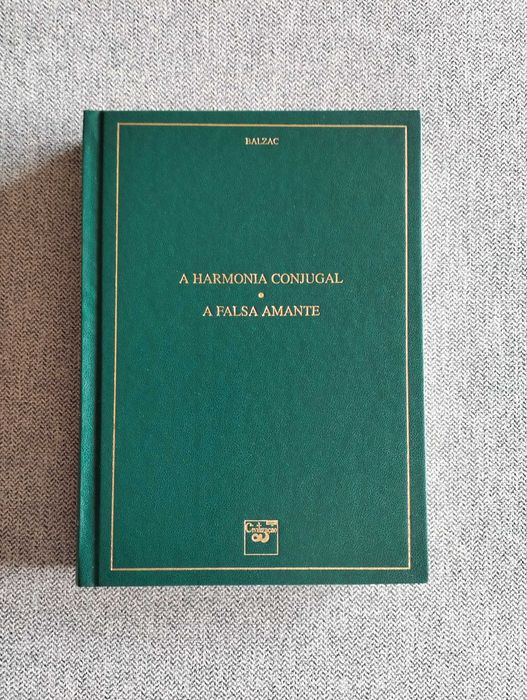 BALZAC
A HARMONIA CONJUGAL
•
A FALSA AMANTE
Civilização